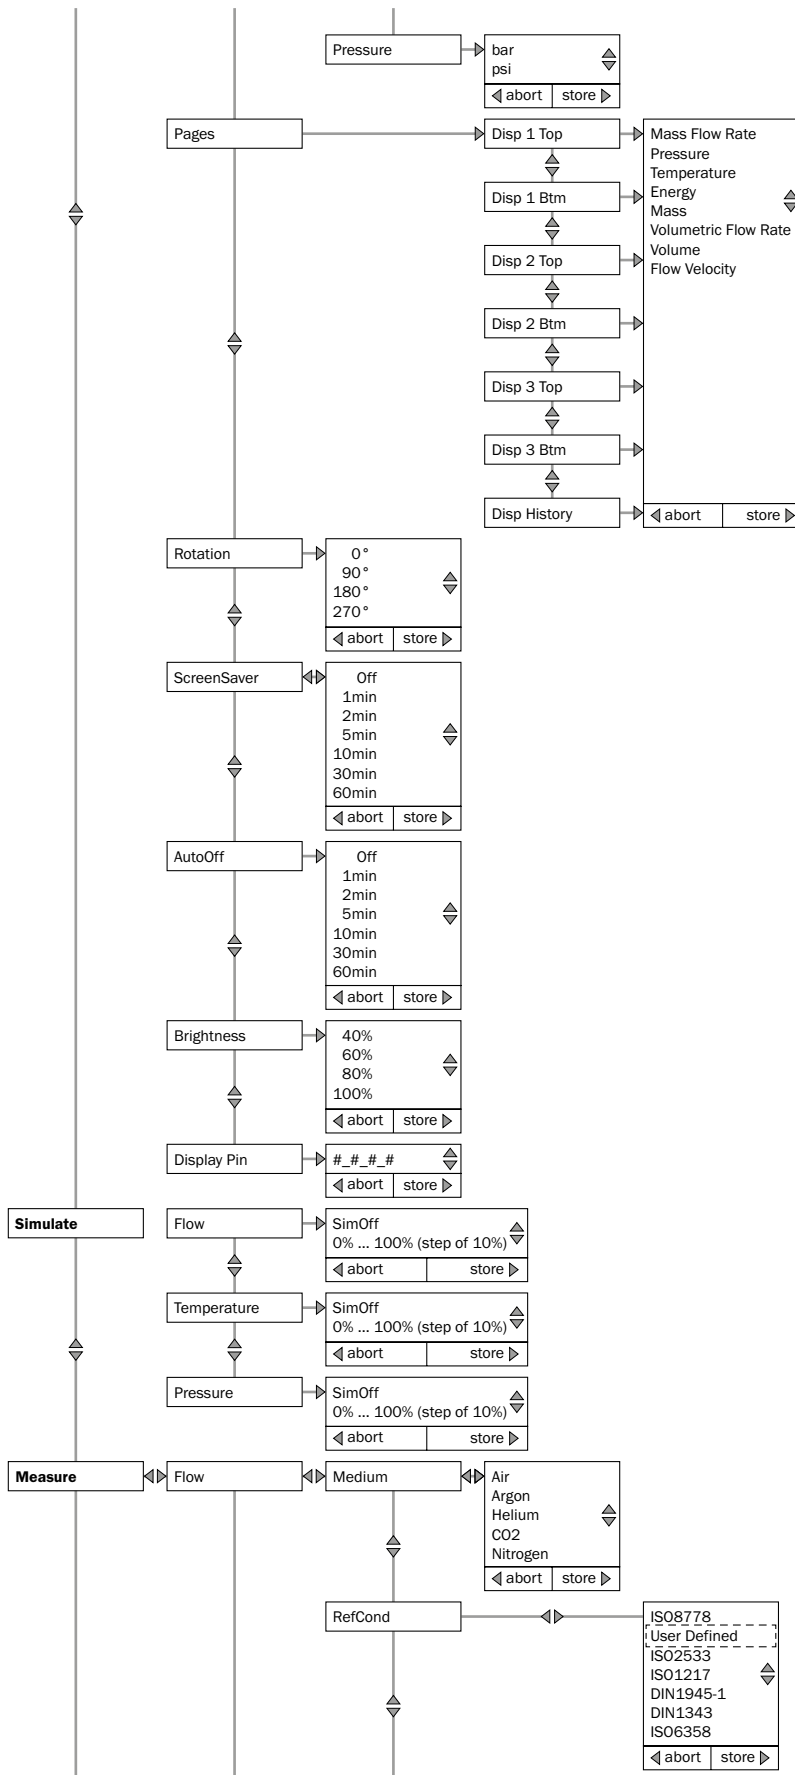 Pressure
bar
psi
abort store
Pages
Disp 1 Top
Mass Flow Rate
Pressure
Temperature
Energy
Mass
Volumetric Flow Rate
Volume
Flow Velocity
Disp 1 Btm
Disp 2 Top
Disp 2 Btm
Disp 3 Top
Disp 3 Btm
Disp History
abort store
Rotation
0°
90°
180°
270°
abort store
ScreenSaver
Off
1min
2min
5min
10min
30min
60min
abort store
AutoOff
Off
1min
2min
5min
10min
30min
60min
abort store
Brightness
40%
60%
80%
100%
abort store
Display Pin
#_#_#_#
abort store
Simulate
Flow
SimOff
0% ... 100% (step of 10%)
abort store
Temperature
SimOff
0% ... 100% (step of 10%)
abort store
Pressure
SimOff
0% ... 100% (step of 10%)
abort store
Measure
Flow
Medium
Air
Argon
Helium
CO2
Nitrogen
abort store
RefCond
ISO8778
User Defined
ISO2533
ISO1217
DIN1945-1
DIN1343
ISO6358
abort store